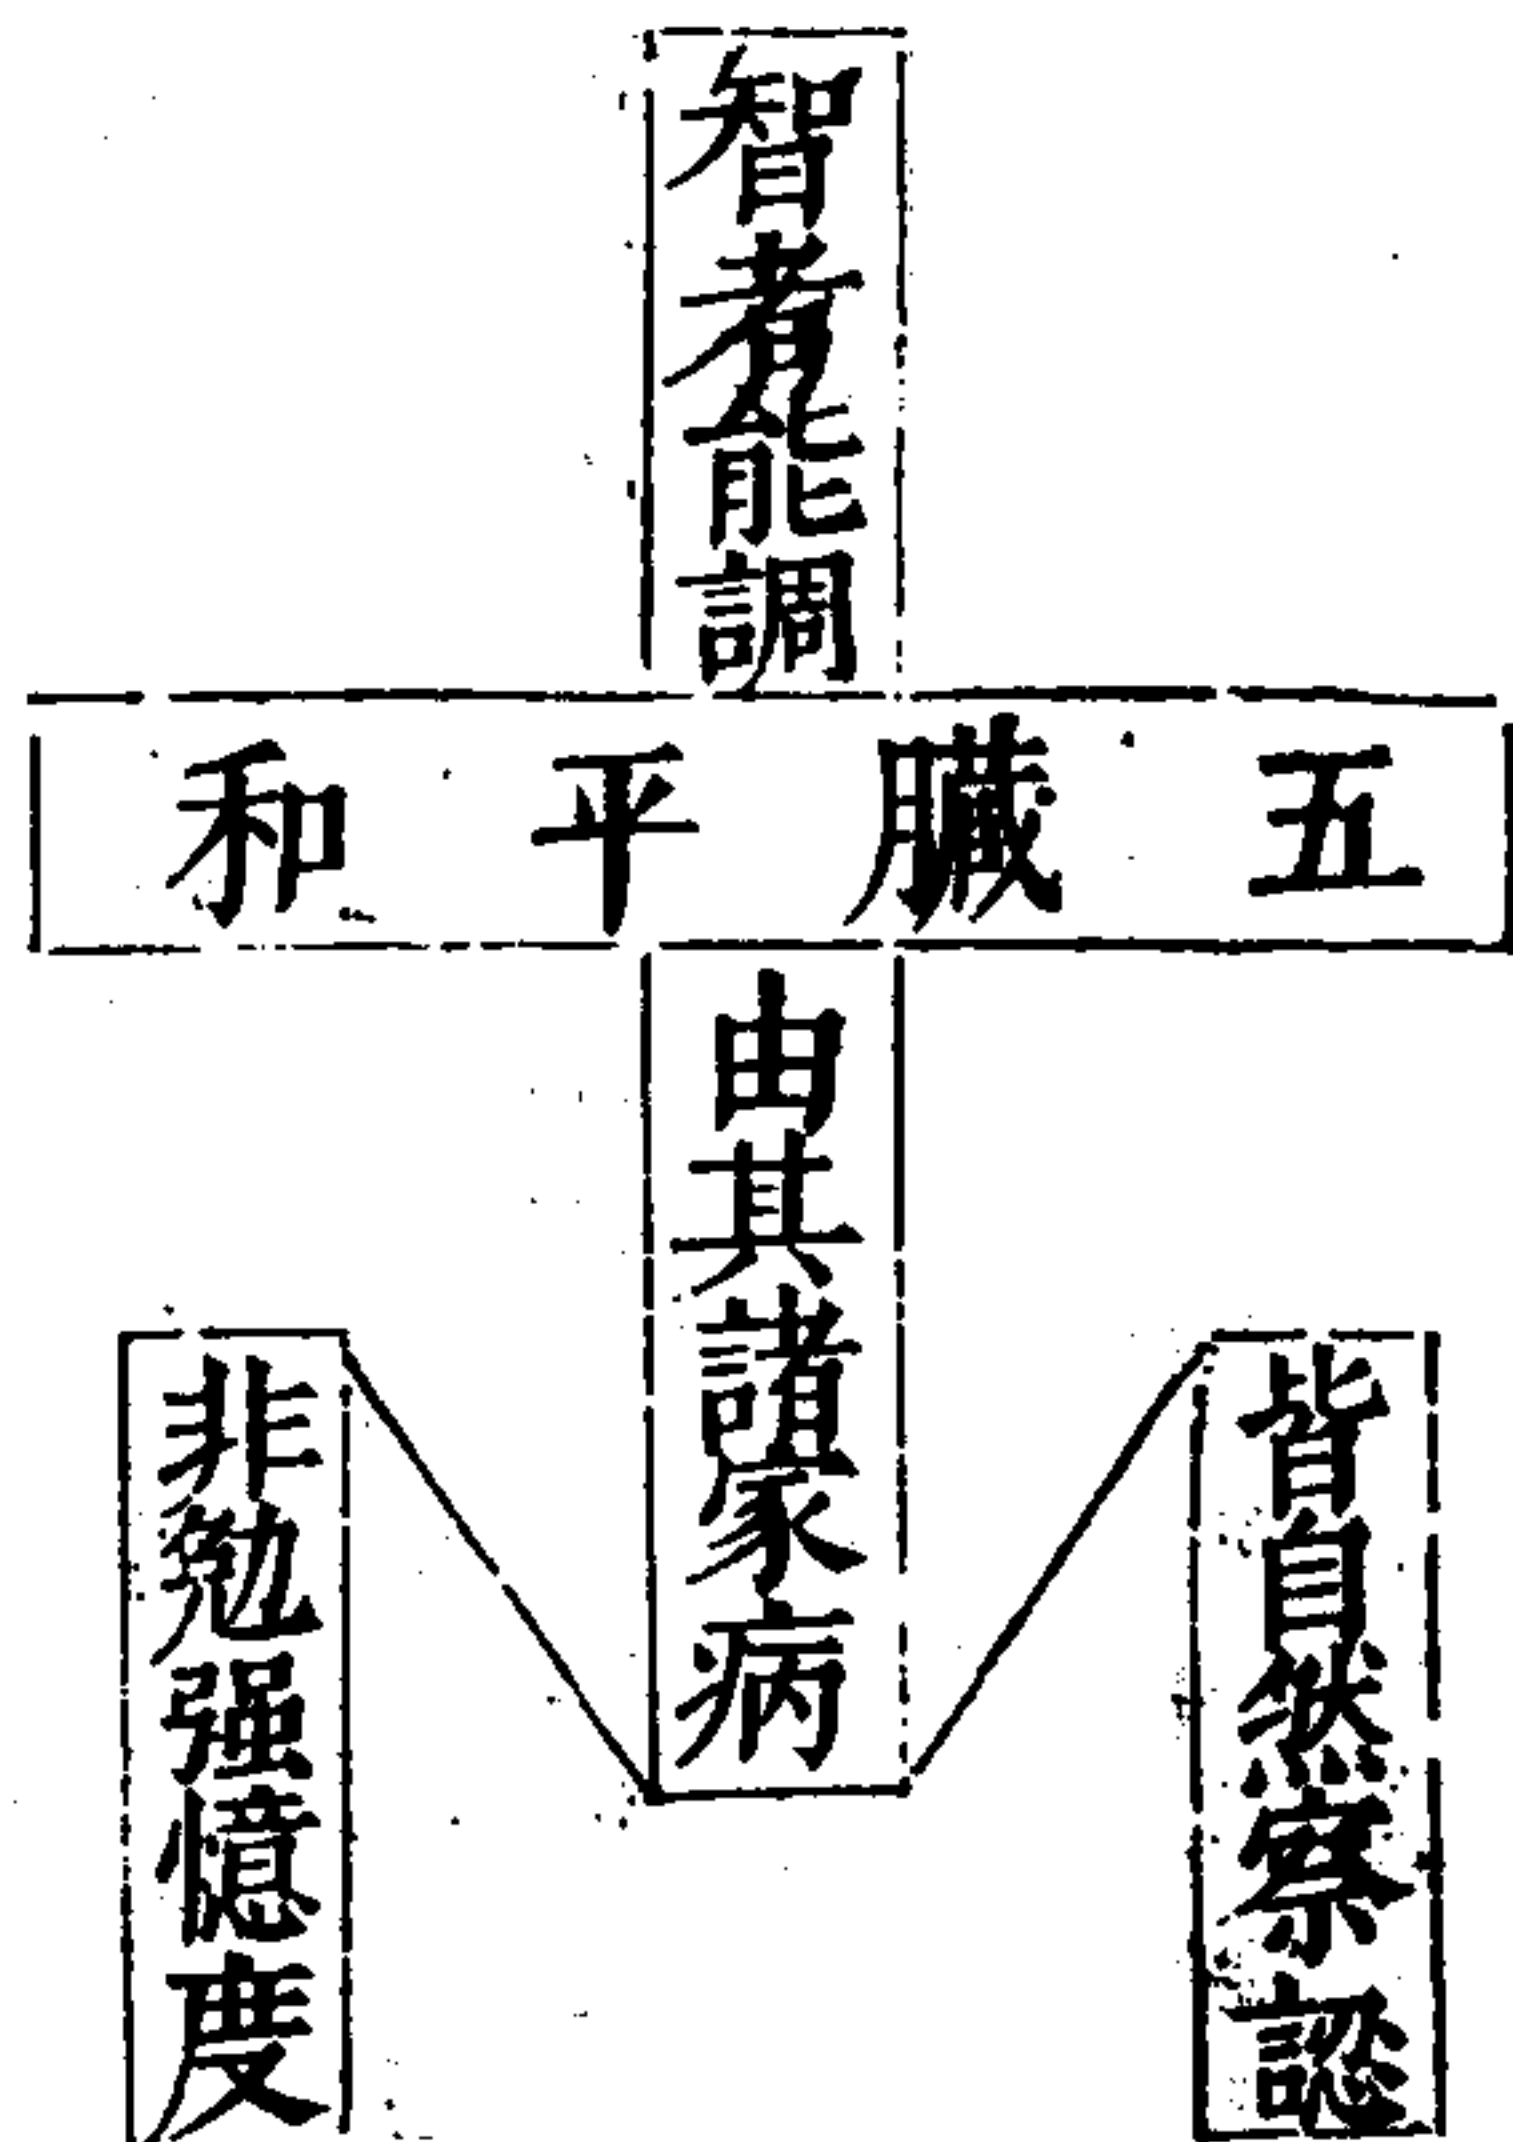 智者能調
五臟平和
由其諸家病
皆自然察認
非勉强憶度